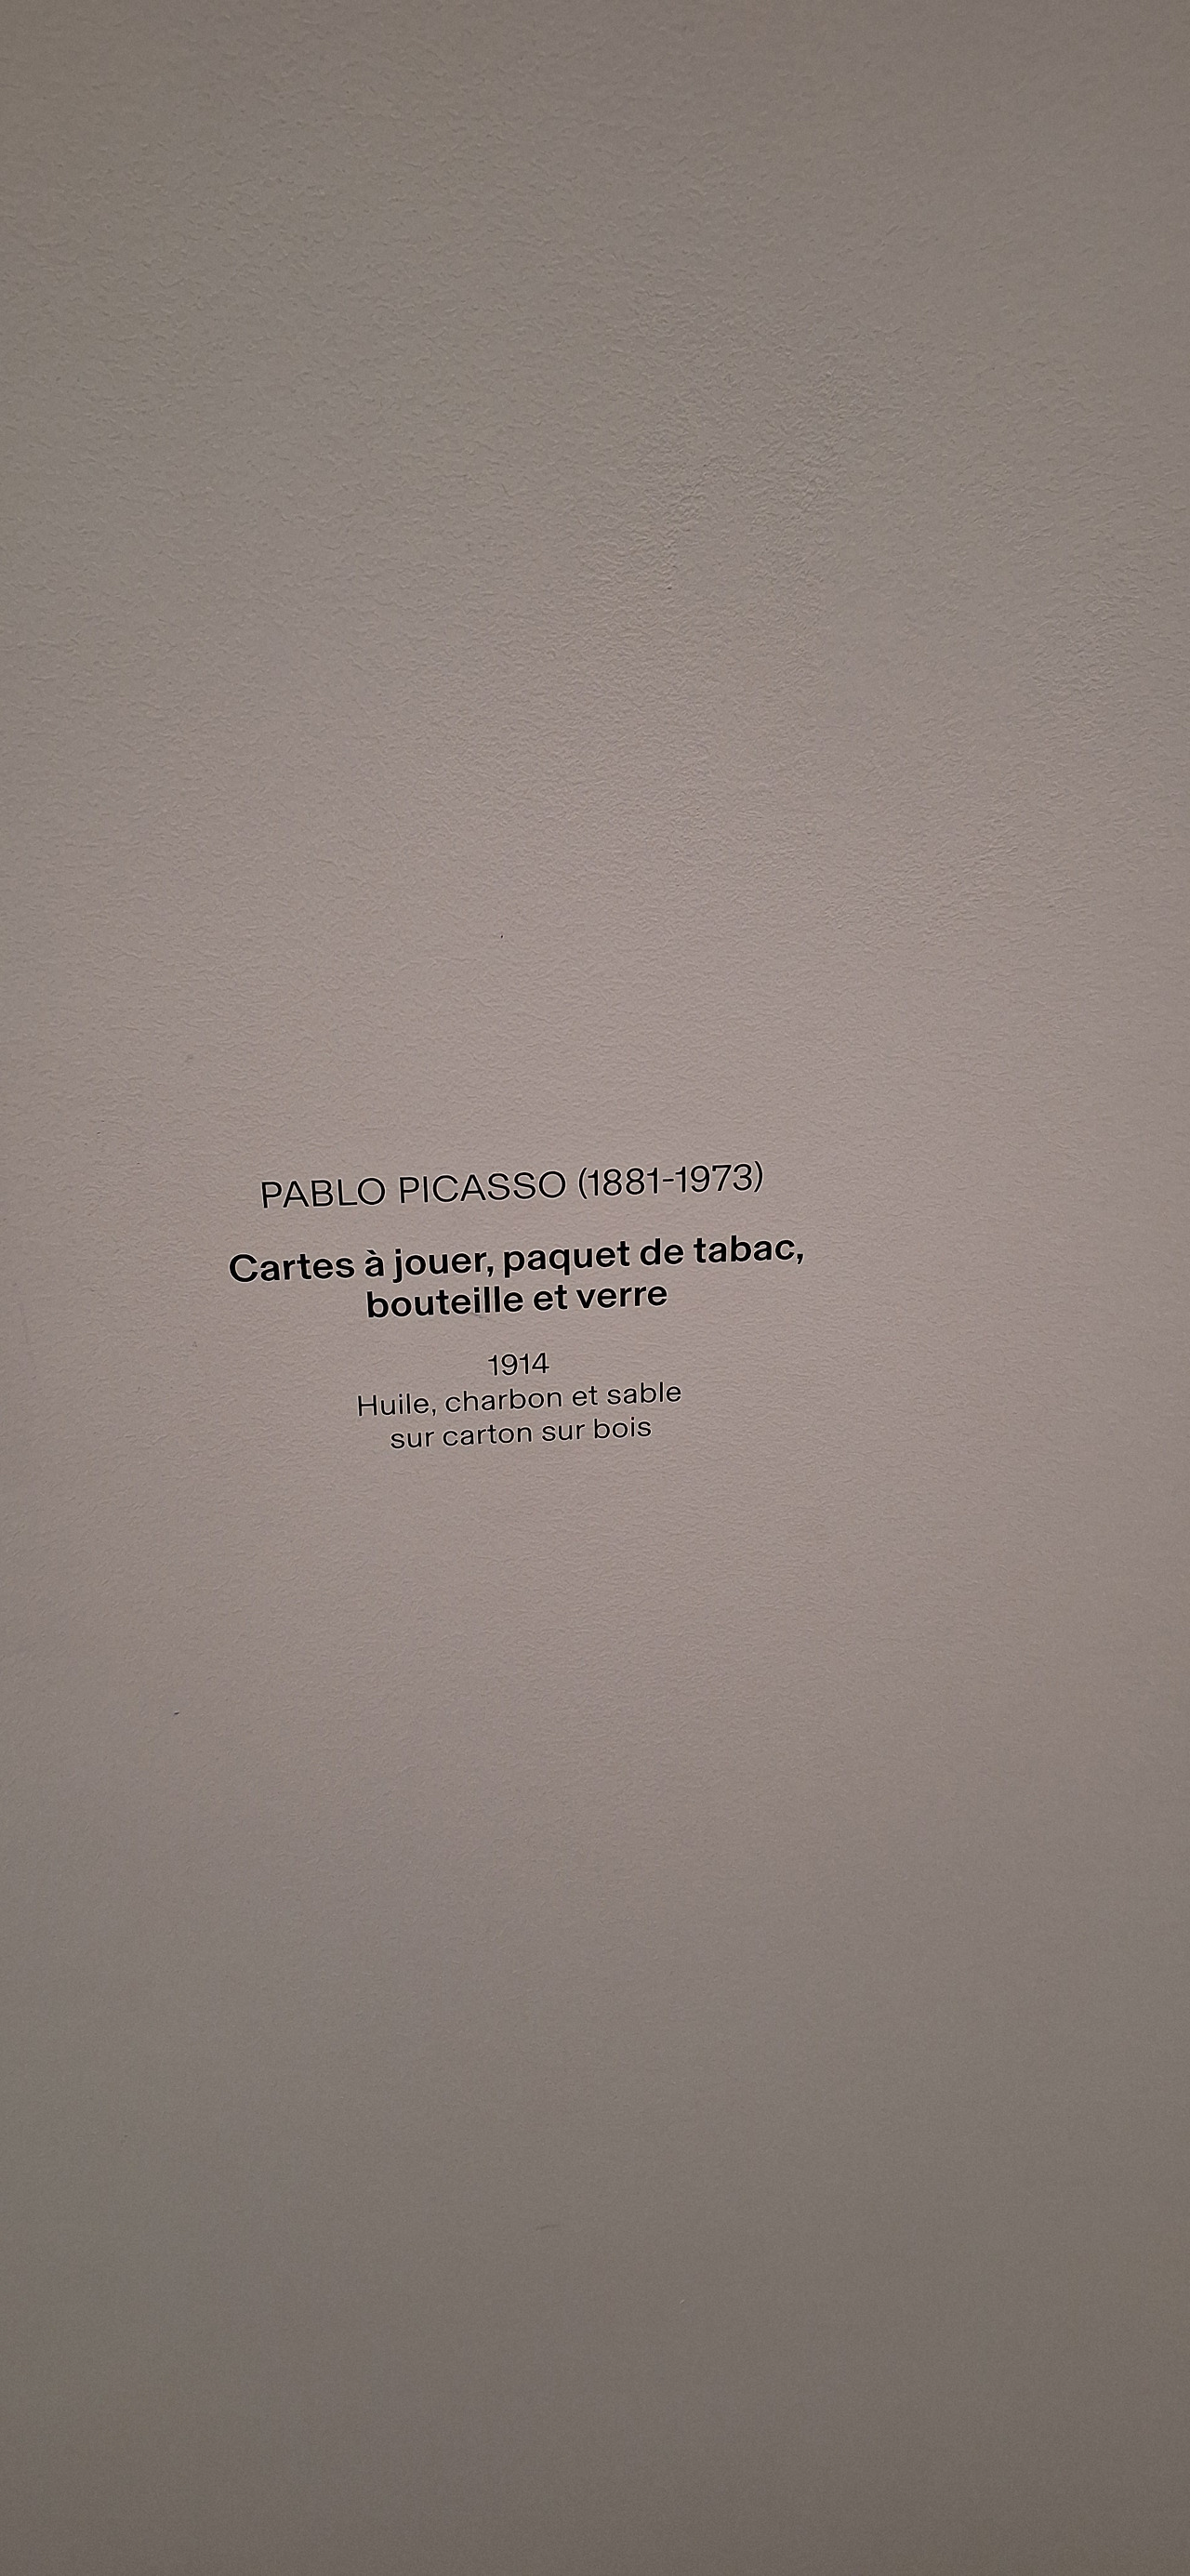 PABLO PICASSO (1881-1973)
Cartes à jouer, paquet de tabac,
bouteille et verre
1914
Huile, charbon et sable
sur carton sur bois